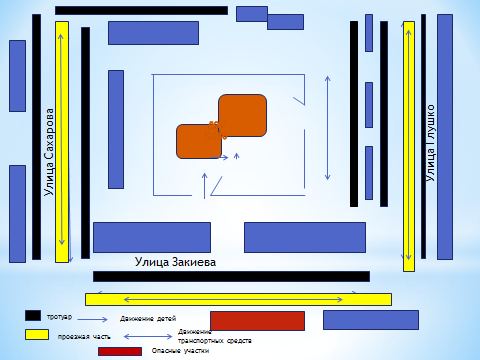 Улица Сахарова
Улица Глушко
Улица Закиева
тротуар
Движение детей
проезжая часть
Движение
транспортных средств
Опасные участки